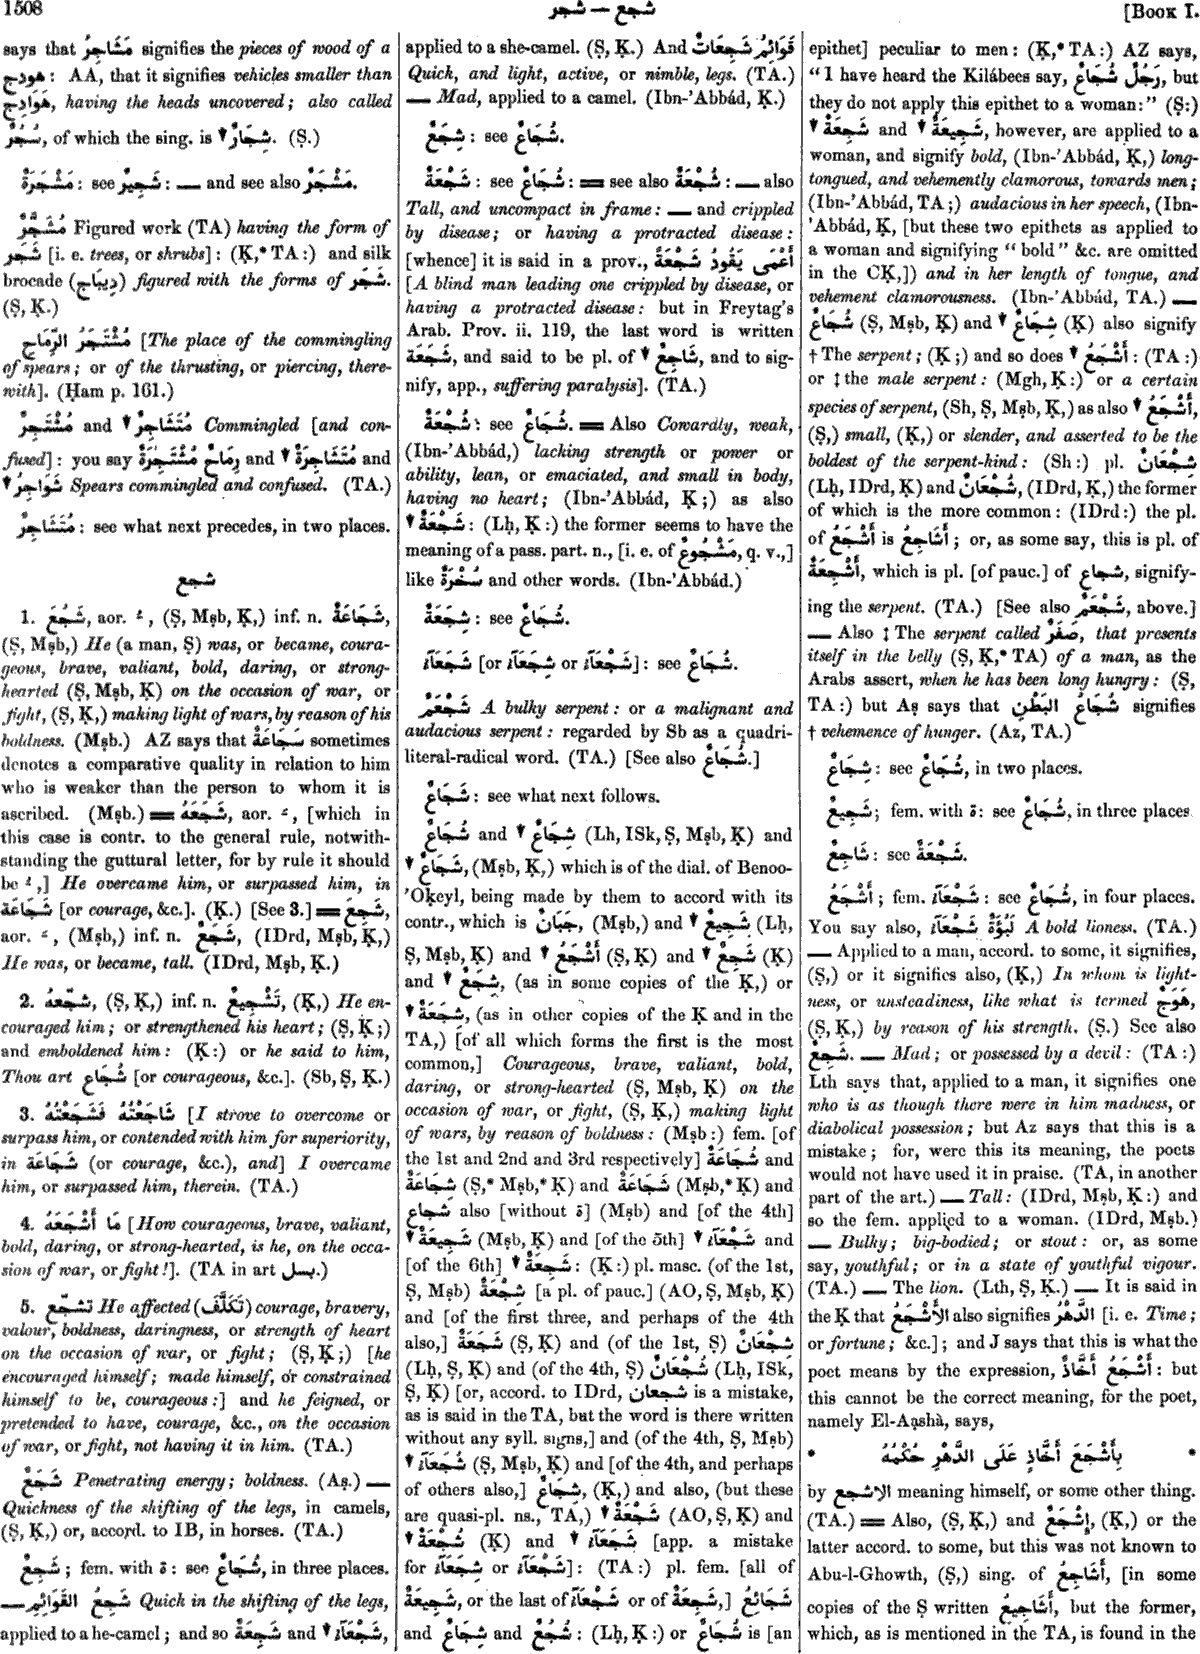 1508
شجع — شجر
[BOOK I.
says that مَشَاجِرُ signifies the pieces of wood of a
هودج : AA, that it signifies vehicles smaller than
هَوَادِج, having the heads uncovered; also called
شُجُرٌ, of which the sing. is ↓ شِجَارٌ. (Ṣ.)
مَشْجَرَةٌ : see شَجِيرٌ : — and see also مَشْجَرٌ.
مُشَجَّرٌ Figured work (TA) having the form of
شَجَر [i. e. trees, or shrubs]: (Ḳ,* TA:) and silk
brocade (دِيبَاج) figured with the forms of شَجَر.
(Ṣ, Ḳ.)
مُشْتَجَرُ الرِّمَاحِ [The place of the commingling
of spears; or of the thrusting, or piercing, there-
with]. (Ḥam p. 161.)
مُشْتَجِرٌ and ↓ مُتَشَاجِرٌ Commingled [and con-
fused]: you say رِمَاحٌ مُشْتَجِرَةٌ and ↓ مُتَشَاجِرَةٌ and
↓ شَوَاجِرُ Spears commingled and confused. (TA.)
مُتَشَاجِرٌ : see what next precedes, in two places.
شجع
1. شَجُعَ, aor. ـُ , (Ṣ, Mṣb, Ḳ,) inf. n. شَجَاعَةٌ,
(Ṣ, Mṣb,) He (a man, Ṣ) was, or became, coura-
geous, brave, valiant, bold, daring, or strong-
hearted (Ṣ, Mṣb, Ḳ) on the occasion of war, or
fight, (Ṣ, Ḳ,) making light of wars, by reason of his
boldness. (Mṣb.) AZ says that شَجَاعَةٌ sometimes
denotes a comparative quality in relation to him
who is weaker than the person to whom it is
ascribed. (Mṣb.) = شَجَعَهُ, aor. ـُ , [which in
this case is contr. to the general rule, notwith-
standing the guttural letter, for by rule it should
be ـَ ,] He overcame him, or surpassed him, in
شَجَاعَة [or courage, &c.]. (Ḳ.) [See 3.] = شَجِعَ,
aor. ـَ , (Mṣb,) inf. n. شَجَعٌ, (IDrd, Mṣb, Ḳ,)
He was, or became, tall. (IDrd, Mṣb, Ḳ.)
2. شجّعهُ, (Ṣ, Ḳ,) inf. n. تَشْجِيعٌ, (Ḳ,) He en-
couraged him; or strengthened his heart; (Ṣ, Ḳ;)
and emboldened him: (Ḳ:) or he said to him,
Thou art شُجَاع [or courageous, &c.]. (Sb, Ṣ, Ḳ.)
3. شَاجَعْتُهُ فَشَجَعْتُهُ [I strove to overcome or
surpass him, or contended with him for superiority,
in شَجَاعَة (or courage, &c.), and] I overcame
him, or surpassed him, therein. (TA.)
4. مَا أَشْجَعَهُ [How courageous, brave, valiant,
bold, daring, or strong-hearted, is he, on the occa-
sion of war, or fight!]. (TA in art بسل.)
5. تشجّع He affected (تَكَلَّفَ) courage, bravery,
valour, boldness, daringness, or strength of heart
on the occasion of war, or fight; (Ṣ, Ḳ;) [he
encouraged himself; made himself, or constrained
himself to be, courageous:] and he feigned, or
pretended to have, courage, &c., on the occasion
of war, or fight, not having it in him. (TA.)
شَجَعٌ Penetrating energy; boldness. (Aṣ.) —
Quickness of the shifting of the legs, in camels,
(Ṣ, Ḳ,) or, accord. to IB, in horses. (TA.)
شَجِعٌ ; fem. with ة : see شُجَاعٌ, in three places.
— شَجِعُ القَوَائِمِ Quick in the shifting of the legs,
applied to a he-camel; and so شَجِعَةٌ and ↓ شَجْعَآءُ,
applied to a she-camel. (Ṣ, Ḳ.) And قَوَائِمُ شَجِعَاتٌ
Quick, and light, active, or nimble, legs. (TA.)
— Mad, applied to a camel. (Ibn-'Abbád, Ḳ.)
شَجْعٌ : see شُجَاعٌ.
شَجْعَةٌ : see شُجَاعٌ : = see also شُجْعَةٌ : — also
Tall, and uncompact in frame: — and crippled
by disease; or having a protracted disease:
[whence] it is said in a prov., أَعْمَى يَقُودُ شَجْعَةً
[A blind man leading one crippled by disease, or
having a protracted disease: but in Freytag's
Arab. Prov. ii. 119, the last word is written
شَجَعَة, and said to be pl. of ↓ شَاجِعٌ, and to sig-
nify, app., suffering paralysis]. (TA.)
شُجْعَةٌ : see شُجَاعٌ. = Also Cowardly, weak,
(Ibn-'Abbád,) lacking strength or power or
ability, lean, or emaciated, and small in body,
having no heart; (Ibn-'Abbád, Ḳ;) as also
↓ شَجْعَةٌ : (Lḥ, Ḳ:) the former seems to have the
meaning of a pass. part. n., [i. e. of مَشْجُوعٌ, q. v.,]
like سُخْرَةٌ and other words. (Ibn-'Abbád.)
شِجَعَةٌ : see شُجَاعٌ.
شَجَعَآءُ [or شِجَعَآءُ or شُجْعَآءُ] : see شُجَاعٌ.
شَجْعَمٌ A bulky serpent: or a malignant and
audacious serpent: regarded by Sb as a quadri-
literal-radical word. (TA.) [See also شُجَاعٌ.]
شَجَاعٌ : see what next follows.
شُجَاعٌ and ↓ شِجَاعٌ (Lh, ISk, Ṣ, Mṣb, Ḳ) and
↓ شَجَاعٌ, (Mṣb, Ḳ,) which is of the dial. of Benoo-
'Oḳeyl, being made by them to accord with its
contr., which is جَبَانٌ, (Mṣb,) and ↓ شَجِيعٌ (Lḥ,
Ṣ, Mṣb, Ḳ) and ↓ أَشْجَعُ (Ṣ, Ḳ) and ↓ شَجِعٌ (Ḳ)
and ↓ شِجَعٌ, (as in some copies of the Ḳ,) or
↓ شِجَعَةٌ, (as in other copies of the Ḳ and in the
TA,) [of all which forms the first is the most
common,] Courageous, brave, valiant, bold,
daring, or strong-hearted (Ṣ, Mṣb, Ḳ) on the
occasion of war, or fight, (Ṣ, Ḳ,) making light
of wars, by reason of boldness: (Mṣb:) fem. [of
the 1st and 2nd and 3rd respectively] شُجَاعَةٌ and
شِجَاعَةٌ (Ṣ,* Mṣb,* Ḳ) and شَجَاعَةٌ (Mṣb,* Ḳ) and
شجاع also [without ة] (Mṣb) and [of the 4th]
↓ شَجِيعَةٌ (Mṣb, Ḳ) and [of the 5th] ↓ شَجْعَآءُ and
[of the 6th] ↓ شَجِعَةٌ : (Ḳ:) pl. masc. (of the 1st,
Ṣ, Mṣb) شُجْعَةٌ [a pl. of pauc.] (AO, Ṣ, Mṣb, Ḳ)
and [of the first three, and perhaps of the 4th
also,] شَجَعَةٌ (Ṣ, Ḳ) and (of the 1st, Ṣ) شِجْعَانٌ
(Lḥ, Ṣ, Ḳ) and (of the 4th, Ṣ) شُجْعَانٌ (Lh, ISk,
Ṣ, Ḳ) [or, accord. to IDrd, شجعان is a mistake,
as is said in the TA, but the word is there written
without any syll. signs,] and (of the 4th, Ṣ, Mṣb)
↓ شُجَعَآءُ (Ṣ, Mṣb, Ḳ) and [of the 4th, and perhaps
of others also,] شِجَاعٌ, (Ḳ,) and also, (but these
are quasi-pl. ns., TA,) ↓ شَجْعَةٌ (AO, Ṣ, Ḳ) and
↓ شُجْعَةٌ (Ḳ) and ↓ شَجَعَآءُ [app. a mistake
for شِجَعَآءُ or شُجْعَآءُ] : (TA:) pl. fem. [all of
شَجِيعَةٌ, or the last of شَجْعَآءُ or of شَجِعَةٌ,] شَجَائِعُ
and شِجَاعٌ and شُجُعٌ : (Lḥ, Ḳ:) or شُجَاعٌ is [an
epithet] peculiar to men: (Ḳ,* TA:) AZ says,
“I have heard the Kilábees say, رَجُلٌ شُجَاعٌ, but
they do not apply this epithet to a woman:” (Ṣ:)
↓ شَجِعَةٌ and ↓ شَجِيعَةٌ, however, are applied to a
woman, and signify bold, (Ibn-'Abbád, Ḳ,) long-
tongued, and vehemently clamorous, towards men;
(Ibn-'Abbád, TA;) audacious in her speech, (Ibn-
'Abbád, Ḳ, [but these two epithets as applied to
a woman and signifying “bold” &c. are omitted
in the CḲ,]) and in her length of tongue, and
vehement clamorousness. (Ibn-'Abbád, TA.) —
شُجَاعٌ (Ṣ, Mṣb, Ḳ) and ↓ شِجَاعٌ (Ḳ) also signify
† The serpent; (Ḳ;) and so does ↓ أَشْجَعُ : (TA:)
or ‡ the male serpent: (Mgh, Ḳ:) or a certain
species of serpent, (Sh, Ṣ, Mṣb, Ḳ,) as also ↓ أَشْجَعُ,
(Ṣ,) small, (Ḳ,) or slender, and asserted to be the
boldest of the serpent-kind: (Sh:) pl. شِجْعَانٌ
(Lḥ, IDrd, Ḳ) and شُجْعَانٌ, (IDrd, Ḳ,) the former
of which is the more common: (IDrd:) the pl.
of أَشْجَعُ is أَشَاجِعُ ; or, as some say, this is pl. of
أَشْجِعَةٌ, which is pl. [of pauc.] of شجاع, signify-
ing the serpent. (TA.) [See also شَجْعَمٌ, above.]
— Also ‡ The serpent called صَفَرٌ, that presents
itself in the belly (Ṣ, Ḳ,* TA) of a man, as the
Arabs assert, when he has been long hungry: (Ṣ,
TA:) but Aṣ says that شُجَاعُ البَطْنِ signifies
† vehemence of hunger. (Az, TA.)
شِجَاعٌ : see شُجَاعٌ, in two places.
شَجِيعٌ ; fem. with ة : see شُجَاعٌ, in three places
شَاجِعٌ : see شَجْعَةٌ.
أَشْجَعُ ; fem. شَجْعَآءُ : see شُجَاعٌ, in four places.
You say also, لَبُؤَةٌ شَجْعَآءُ A bold lioness. (TA.)
— Applied to a man, accord. to some, it signifies,
(Ṣ,) or it signifies also, (Ḳ,) In whom is light-
ness, or unsteadiness, like what is termed هَوَجٌ,
(Ṣ, Ḳ,) by reason of his strength. (Ṣ.) See also
شَجِعٌ. — Mad; or possessed by a devil: (TA:)
Lth says that, applied to a man, it signifies one
who is as though there were in him madness, or
diabolical possession; but Az says that this is a
mistake; for, were this its meaning, the poets
would not have used it in praise. (TA, in another
part of the art.) — Tall: (IDrd, Mṣb, Ḳ:) and
so the fem. applied to a woman. (IDrd, Mṣb.)
— Bulky; big-bodied; or stout: or, as some
say, youthful; or in a state of youthful vigour.
(TA.) — The lion. (Lth, Ṣ, Ḳ.) — It is said in
the Ḳ that الأَشْجَعُ also signifies الدَّهْرُ [i. e. Time;
or fortune; &c.]; and J says that this is what the
poet means by the expression, أَشْجَعُ أَخَّاذٌ : but
this cannot be the correct meaning, for the poet,
namely El-Aạshà, says,
* بِأَشْجَعَ أَخَّاذٍ عَلَى الدَّهْرِ حُكْمُهُ *
by الاشجع meaning himself, or some other thing.
(TA.) = Also, (Ṣ, Ḳ,) and إِشْجَعٌ, (Ḳ,) or the
latter accord. to some, but this was not known to
Abu-l-Ghowth, (Ṣ,) sing. of أَشَاجِعُ, [in some
copies of the Ṣ written أَشَاجِيعُ, but the former,
which, as is mentioned in the TA, is found in the